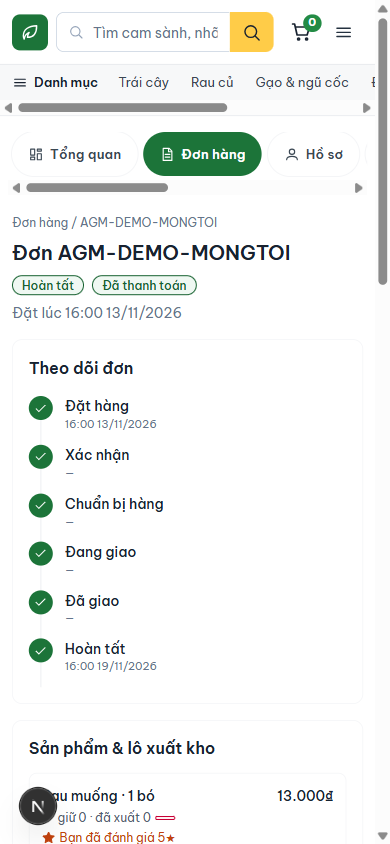 Tìm cam sành, nhã
0
Danh mục
Trái cây
Rau củ
Gạo & ngũ cốc
Tổng quan
Đơn hàng
Hồ sơ
Đơn hàng / AGM-DEMO-MONGTOI
Đơn AGM-DEMO-MONGTOI
Hoàn tất
Đã thanh toán
Đặt lúc 16:00 13/11/2026
Theo dõi đơn
Đặt hàng
16:00 13/11/2026
Xác nhận
—
Chuẩn bị hàng
—
Đang giao
—
Đã giao
—
Hoàn tất
16:00 19/11/2026
Sản phẩm & lô xuất kho
au muống · 1 bó
13.000₫
giữ 0 · đã xuất 0
Bạn đã đánh giá 5★
N